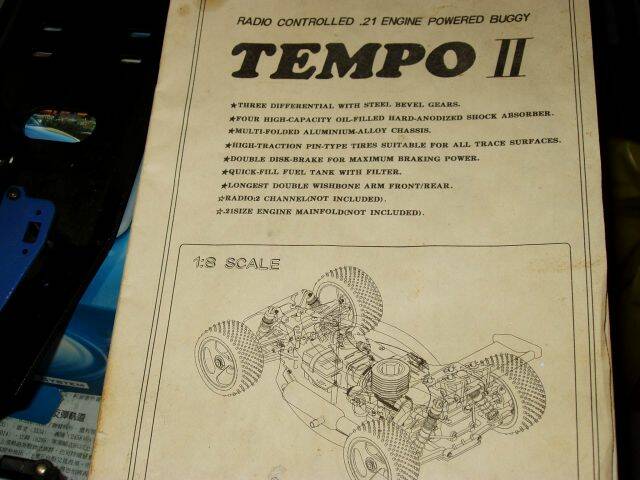 RADIO CONTROLLED .21 ENGINE POWERED BUGGY
TEMPO II
★THREE DIFFERENTIAL WITH STEEL BEVEL GEARS.
★FOUR HIGH-CAPACITY OIL-FILLED HARD-ANODIZED SHOCK ABSORBER.
★MULTI-FOLDED ALUMINIUM-ALLOY CHASSIS.
★HIGH-TRACTION PIN-TYPE TIRES SUITABLE FOR ALL TRACE SURFACES.
★DOUBLE DISK-BRAKE FOR MAXIMUM BRAKING POWER.
★QUICK-FILL FUEL TANK WITH FILTER.
★LONGEST DOUBLE WISHBONE ARM FRONT/REAR.
☆RADIO:2 CHANNEL(NOT INCLUDED).
☆.21SIZE ENGINE MAINFOLD(NOT INCLUDED).
1:8 SCALE